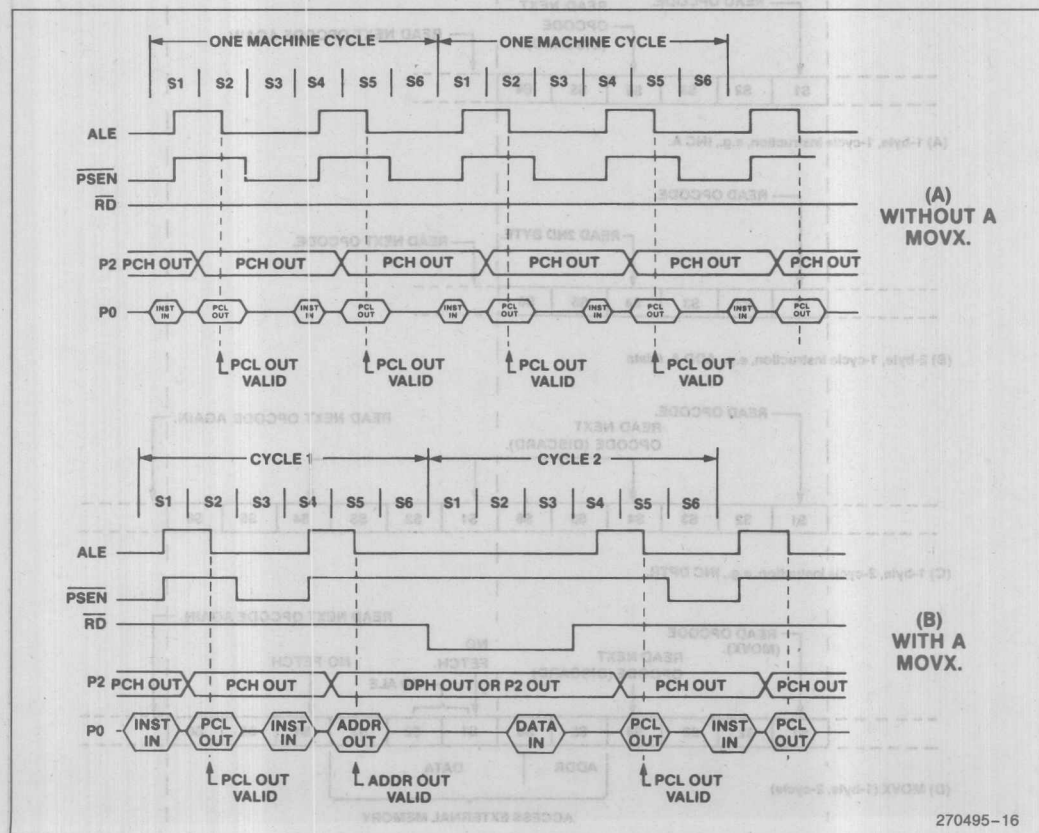 ONE MACHINE CYCLE ONE MACHINE CYCLE
S1 S2 S3 S4 S5 S6 S1 S2 S3 S4 S5 S6
ALE
PSEN
RD
(A)
WITHOUT A
MOVX.
P2 PCH OUT PCH OUT PCH OUT PCH OUT PCH OUT PCH OUT
P0 INST IN PCL OUT INST IN PCL OUT INST IN PCL OUT INST IN PCL OUT INST IN PCL OUT
PCL OUT VALID PCL OUT VALID PCL OUT VALID PCL OUT VALID
CYCLE 1 CYCLE 2
S1 S2 S3 S4 S5 S6 S1 S2 S3 S4 S5 S6
ALE
PSEN
RD
(B)
WITH A
MOVX.
P2 PCH OUT PCH OUT DPH OUT OR P2 OUT PCH OUT PCH OUT
P0 INST IN PCL OUT INST IN ADDR OUT DATA IN PCL OUT INST IN PCL OUT
PCL OUT VALID ADDR OUT VALID PCL OUT VALID
270495-16